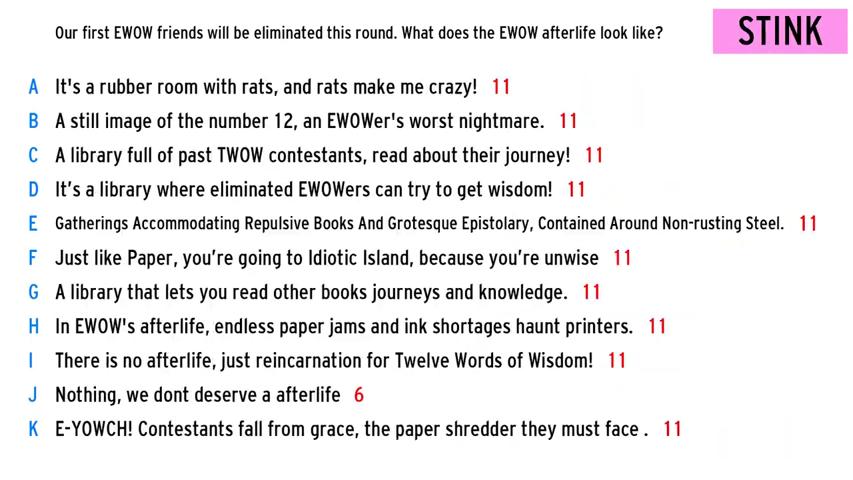 Our first EWOW friends will be eliminated this round. What does the EWOW afterlife look like?
STINK
A It's a rubber room with rats, and rats make me crazy! 11
B A still image of the number 12, an EWOWer's worst nightmare. 11
C A library full of past TWOW contestants, read about their journey! 11
D It’s a library where eliminated EWOWers can try to get wisdom! 11
E Gatherings Accommodating Repulsive Books And Grotesque Epistolary, Contained Around Non-rusting Steel. 11
F Just like Paper, you’re going to Idiotic Island, because you’re unwise 11
G A library that lets you read other books journeys and knowledge. 11
H In EWOW's afterlife, endless paper jams and ink shortages haunt printers. 11
I There is no afterlife, just reincarnation for Twelve Words of Wisdom! 11
J Nothing, we dont deserve a afterlife 6
K E-YOWCH! Contestants fall from grace, the paper shredder they must face . 11